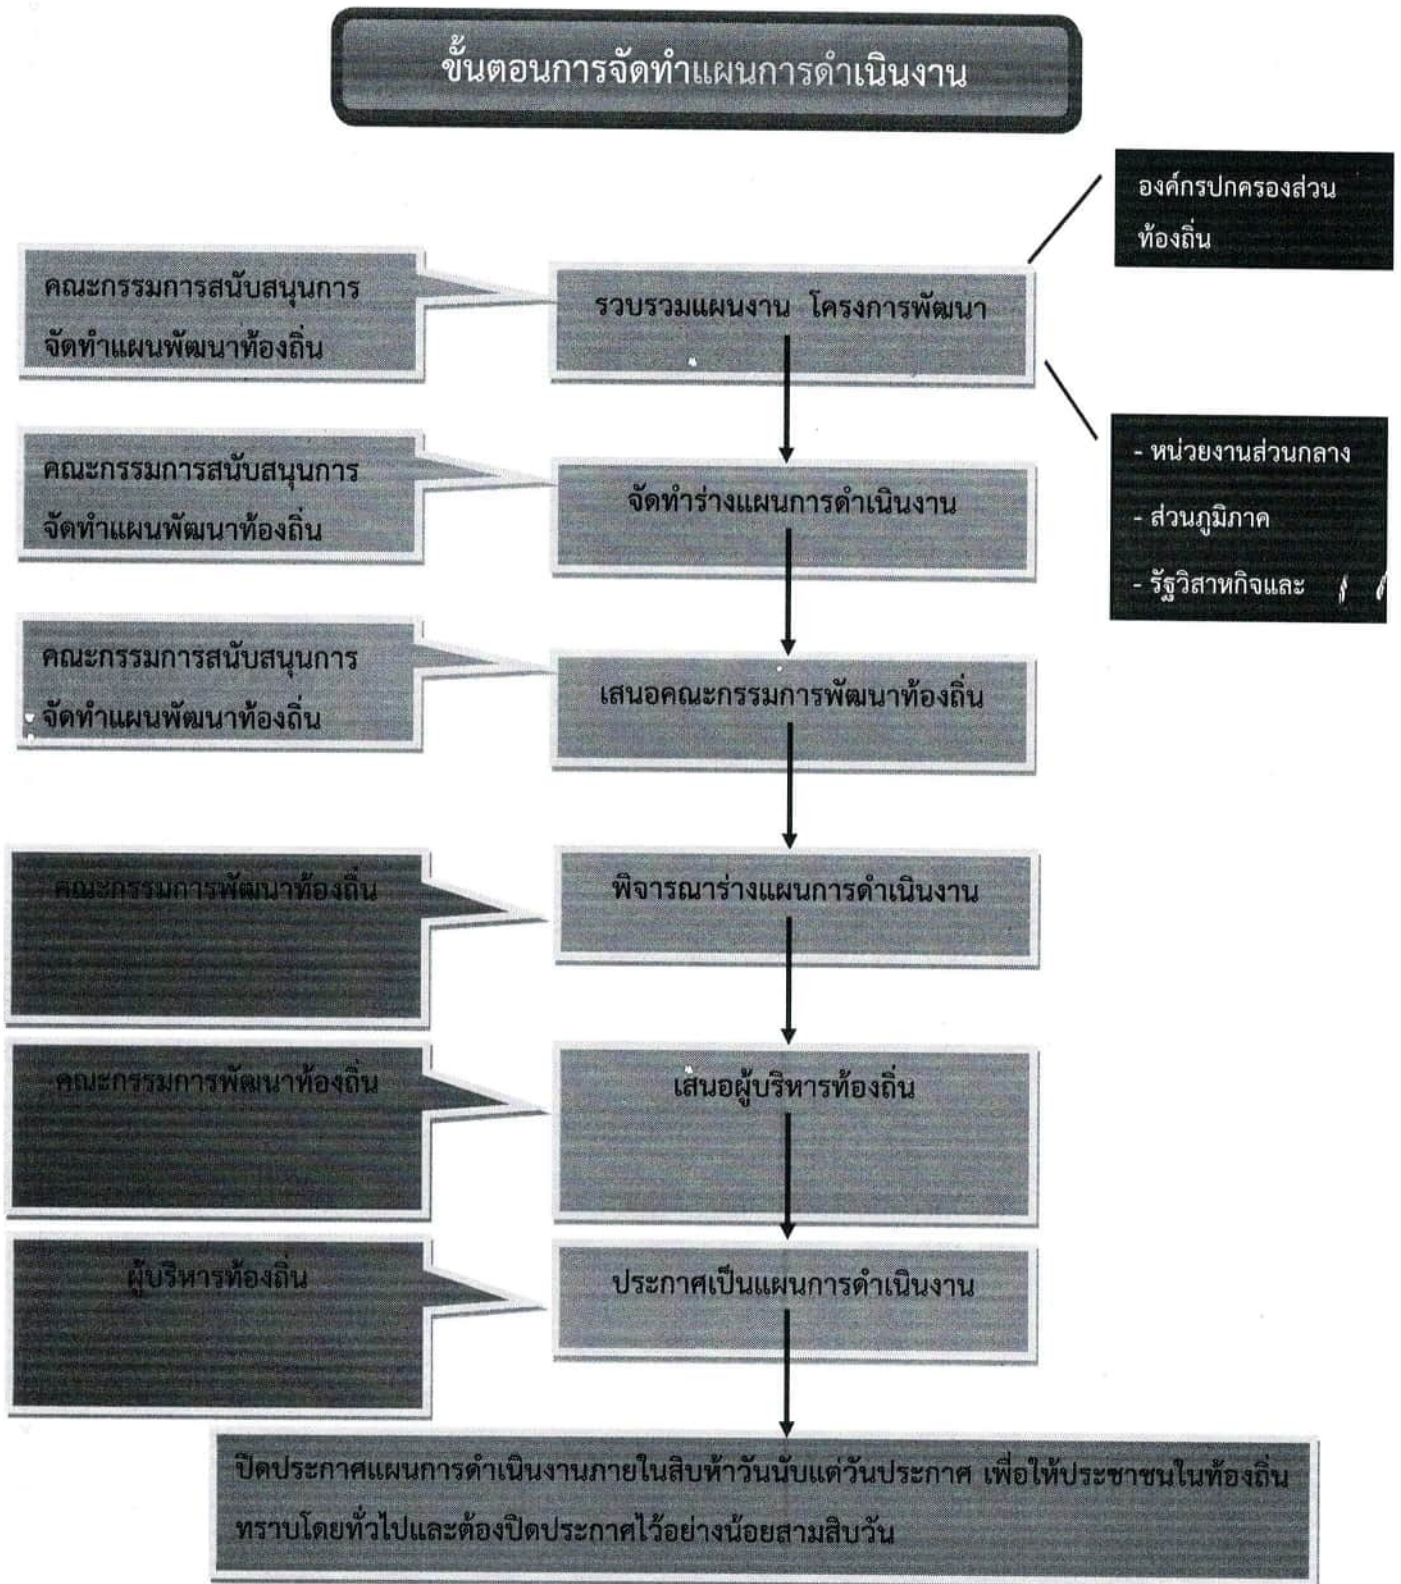 ขั้นตอนการจัดทำแผนการดำเนินงาน
องค์กรปกครองส่วน
ท้องถิ่น
คณะกรรมการสนับสนุนการ
จัดทำแผนพัฒนาท้องถิ่น
รวบรวมแผนงาน โครงการพัฒนา
- หน่วยงานส่วนกลาง
- ส่วนภูมิภาค
- รัฐวิสาหกิจและ
คณะกรรมการสนับสนุนการ
จัดทำแผนพัฒนาท้องถิ่น
จัดทำร่างแผนการดำเนินงาน
คณะกรรมการสนับสนุนการ
จัดทำแผนพัฒนาท้องถิ่น
เสนอคณะกรรมการพัฒนาท้องถิ่น
คณะกรรมการพัฒนาท้องถิ่น
พิจารณาร่างแผนการดำเนินงาน
คณะกรรมการพัฒนาท้องถิ่น
เสนอผู้บริหารท้องถิ่น
ผู้บริหารท้องถิ่น
ประกาศเป็นแผนการดำเนินงาน
ปิดประกาศแผนการดำเนินงานภายในสิบห้าวันนับแต่วันประกาศ เพื่อให้ประชาชนในท้องถิ่น
ทราบโดยทั่วไปและต้องปิดประกาศไว้อย่างน้อยสามสิบวัน